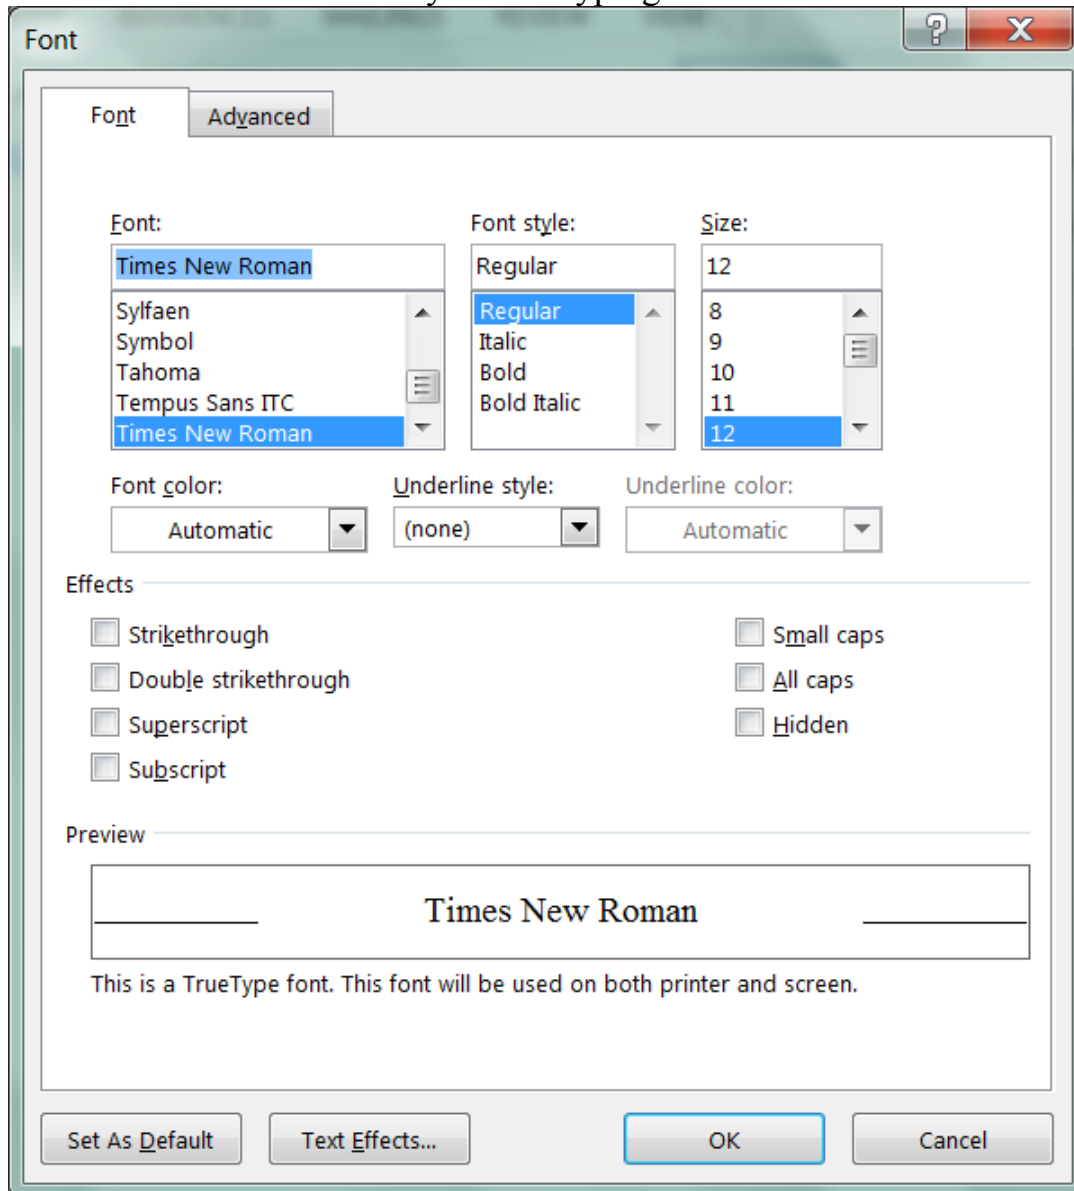 Font
Font Advanced
Font: Font style: Size:
Times New Roman Regular 12
Sylfaen Regular 8
Symbol Italic 9
Tahoma Bold 10
Tempus Sans ITC Bold Italic 11
Times New Roman 12
Font color: Underline style: Underline color:
Automatic (none) Automatic
Effects
Strikethrough Small caps
Double strikethrough All caps
Superscript Hidden
Subscript
Preview
Times New Roman
This is a TrueType font. This font will be used on both printer and screen.
Set As Default Text Effects... OK Cancel